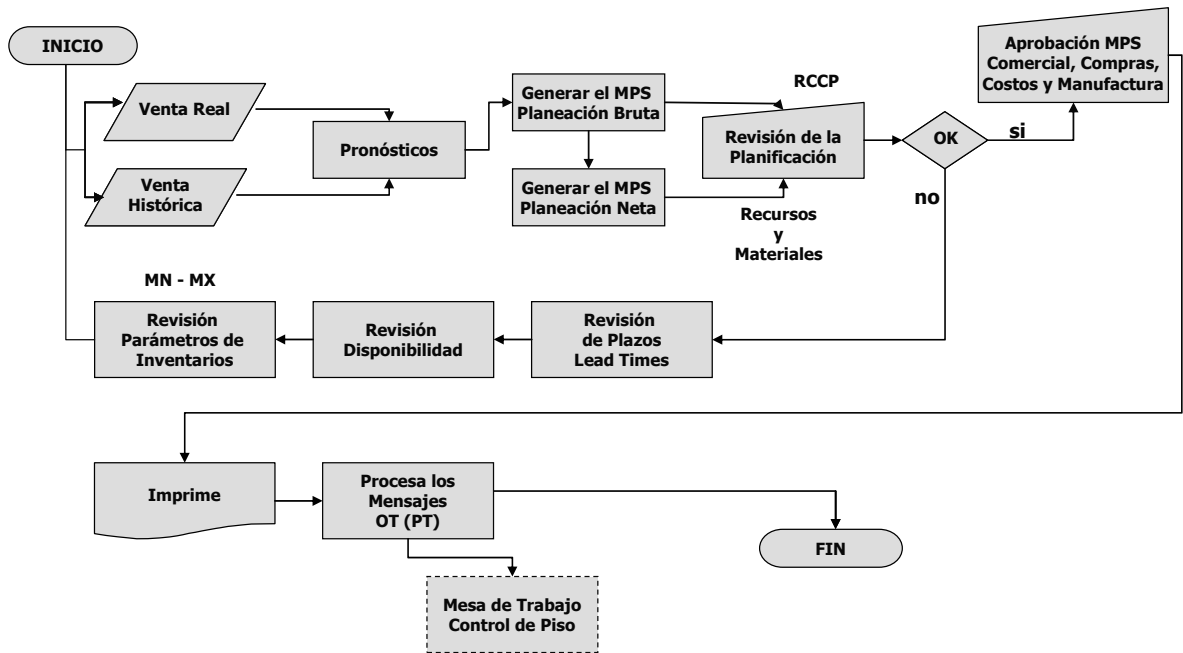 INICIO
Venta Real
Venta
Histórica
Pronósticos
Generar el MPS
Planeación Bruta
Generar el MPS
Planeación Neta
RCCP
Revisión de la
Planificación
Recursos
y
Materiales
OK
si
no
Aprobación MPS
Comercial, Compras,
Costos y Manufactura
MN - MX
Revisión
Parámetros de
Inventarios
Revisión
Disponibilidad
Revisión
de Plazos
Lead Times
Imprime
Procesa los
Mensajes
OT (PT)
FIN
Mesa de Trabajo
Control de Piso